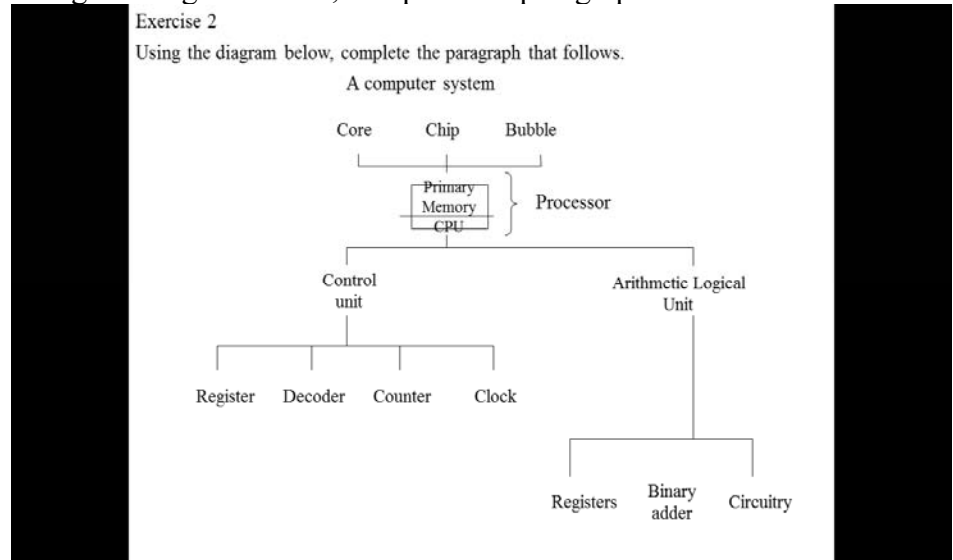 Exercise 2
Using the diagram below, complete the paragraph that follows.
A computer system
Core Chip Bubble
Primary
Memory
CPU
Processor
Control
unit
Arithmetic Logical
Unit
Register Decoder Counter Clock
Registers Binary
adder Circuitry